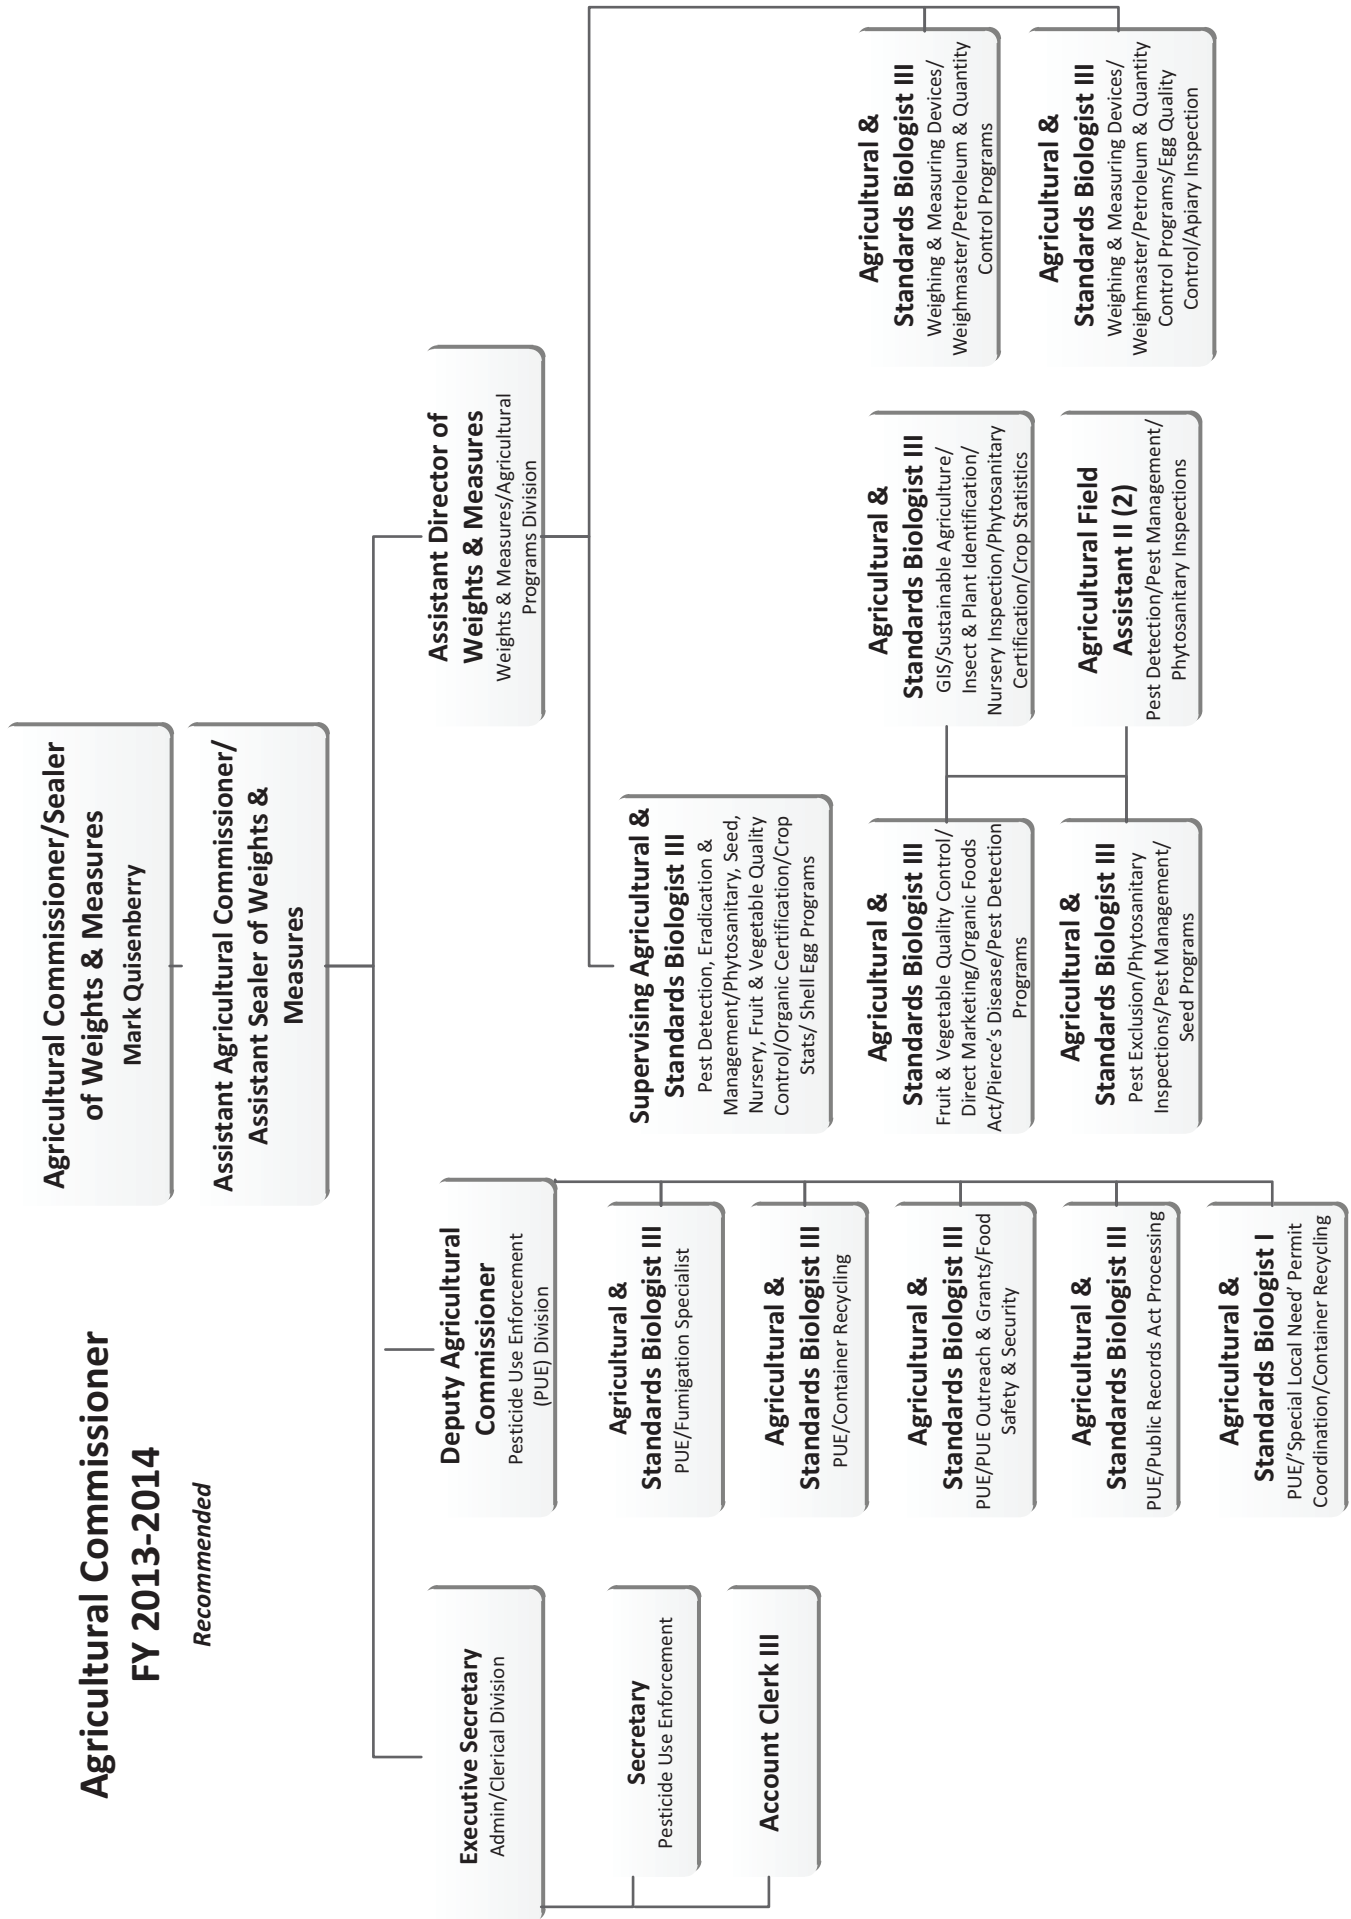 Agricultural Commissioner
FY 2013-2014
Recommended
Agricultural Commissioner/Sealer
of Weights & Measures
Mark Quisenberry
Assistant Agricultural Commissioner/
Assistant Sealer of Weights &
Measures
Executive Secretary
Admin/Clerical Division
Secretary
Pesticide Use Enforcement
Account Clerk III
Deputy Agricultural
Commissioner
Pesticide Use Enforcement
(PUE) Division
Agricultural &
Standards Biologist III
PUE/Fumigation Specialist
Agricultural &
Standards Biologist III
PUE/Container Recycling
Agricultural &
Standards Biologist III
PUE/PUE Outreach & Grants/Food
Safety & Security
Agricultural &
Standards Biologist III
PUE/Public Records Act Processing
Agricultural &
Standards Biologist I
PUE/'Special Local Need' Permit
Coordination/Container Recycling
Assistant Director of
Weights & Measures
Weights & Measures/Agricultural
Programs Division
Supervising Agricultural &
Standards Biologist III
Pest Detection, Eradication &
Management/Phytosanitary, Seed,
Nursery, Fruit & Vegetable Quality
Control/Organic Certification/Crop
Stats/ Shell Egg Programs
Agricultural &
Standards Biologist III
Fruit & Vegetable Quality Control/
Direct Marketing/Organic Foods
Act/Pierce's Disease/Pest Detection
Programs
Agricultural &
Standards Biologist III
Pest Exclusion/Phytosanitary
Inspections/Pest Management/
Seed Programs
Agricultural &
Standards Biologist III
GIS/Sustainable Agriculture/
Insect & Plant Identification/
Nursery Inspection/Phytosanitary
Certification/Crop Statistics
Agricultural Field
Assistant II (2)
Pest Detection/Pest Management/
Phytosanitary Inspections
Agricultural &
Standards Biologist III
Weighing & Measuring Devices/
Weighmaster/Petroleum & Quantity
Control Programs
Agricultural &
Standards Biologist III
Weighing & Measuring Devices/
Weighmaster/Petroleum & Quantity
Control Programs/Egg Quality
Control/Apiary Inspection